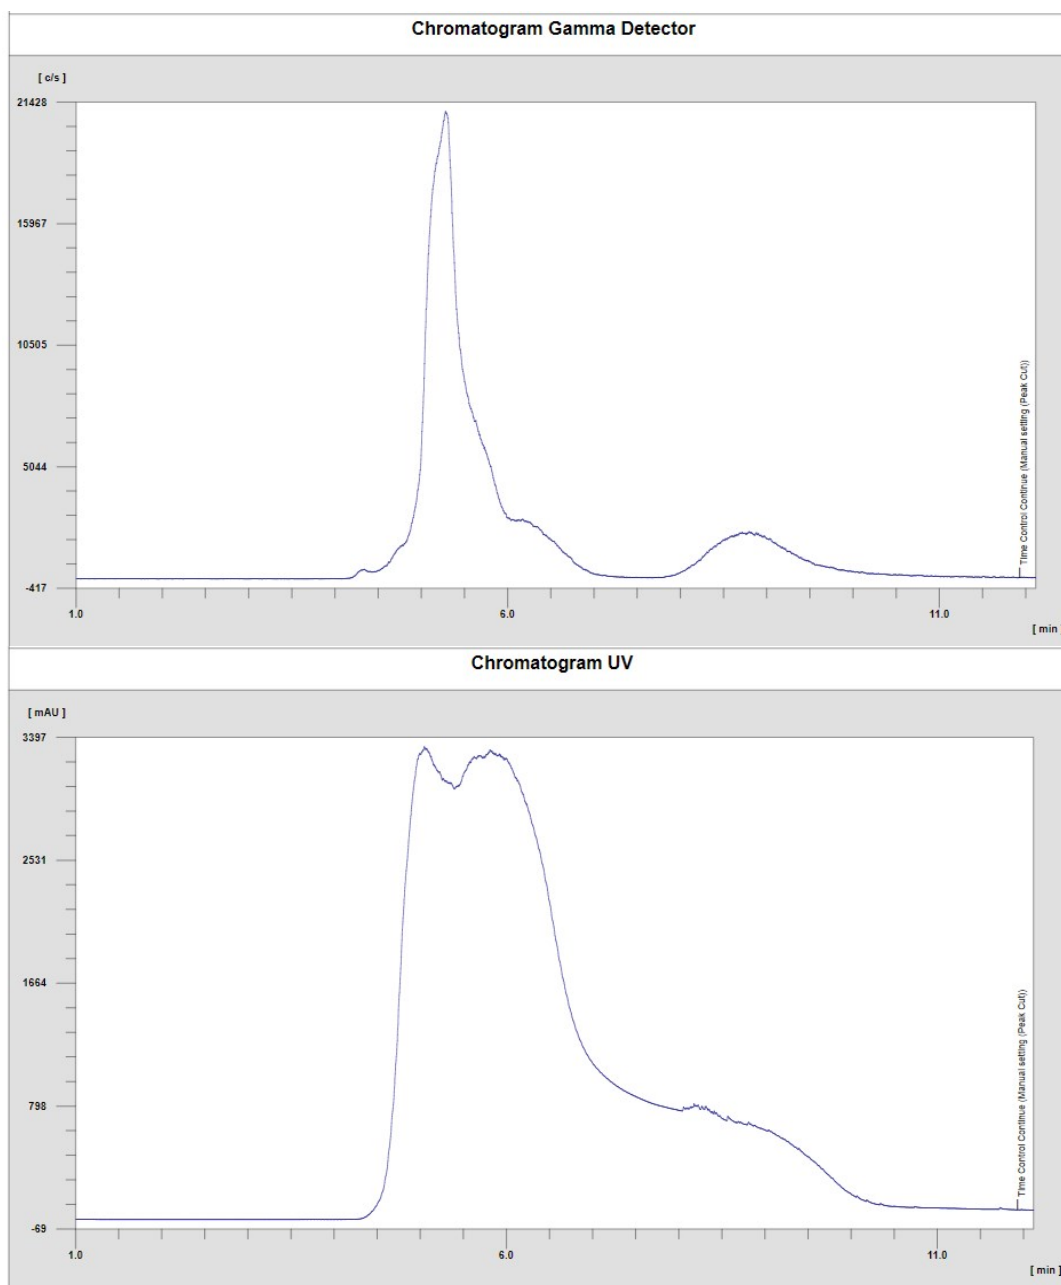 Chromatogram Gamma Detector
[ c/s ]
21428
15967
10505
5044
-417
1.0
6.0
11.0
[ min ]
Time Control Continue (Manual setting (Peak Cut))
Chromatogram UV
[ mAU ]
3397
2531
1664
798
-69
1.0
6.0
11.0
[ min ]
Time Control Continue (Manual setting (Peak Cut))